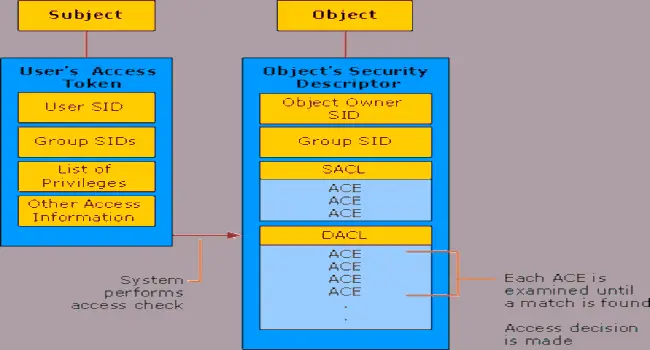 Subject
Object
User's Access
Token
User SID
Group SIDs
List of
Privileges
Other Access
Information
Object's Security
Descriptor
Object Owner
SID
Group SID
SACL
ACE
ACE
ACE
DACL
ACE
ACE
ACE
ACE
.
.
.
System
performs
access check
Each ACE is
examined until
a match is found
Access decision
is made